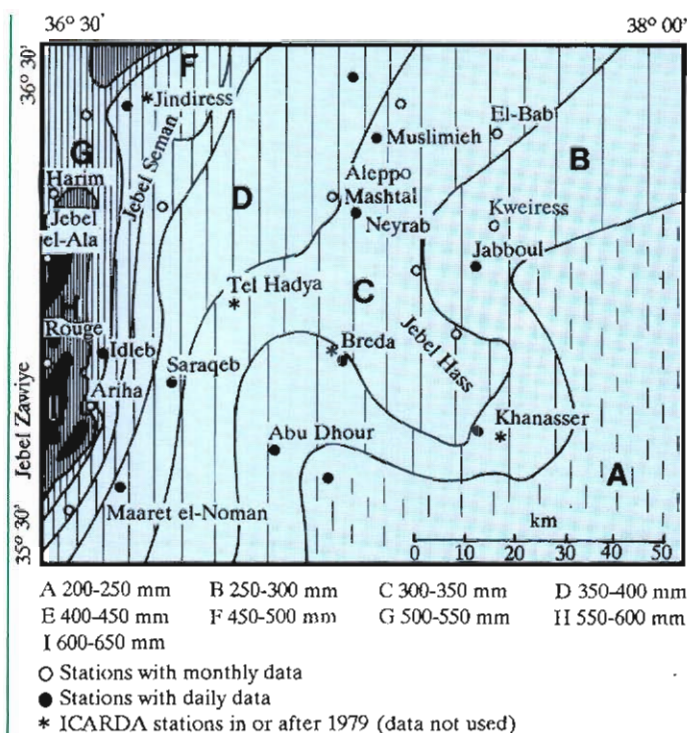 36° 30'
38° 00'
36° 30'
F
Jindiress
El-Bab
Muslimieh
G
B
Jebel Seman
Harim
Aleppo
Mashtal
D
Kweiress
Neyrab
Jebel
el-Ala
Jabboul
Tel Hadya
C
Rouge
Breda
Jebel Hass
Idleb
Saraqeb
Ariha
Khanasser
Abu Dhour
Jebel Zawiye
A
Maaret el-Noman
35° 30'
km
0 10 20 30 40 50
A 200-250 mm B 250-300 mm C 300-350 mm D 350-400 mm
E 400-450 mm F 450-500 mm G 500-550 mm H 550-600 mm
I 600-650 mm
Stations with monthly data
Stations with daily data
* ICARDA stations in or after 1979 (data not used)